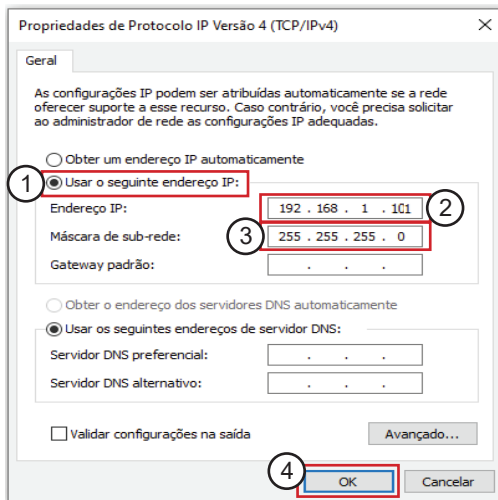 Propriedades de Protocolo IP Versão 4 (TCP/IPv4)
Geral
As configurações IP podem ser atribuídas automaticamente se a rede
oferecer suporte a esse recurso. Caso contrário, você precisa solicitar
ao administrador de rede as configurações IP adequadas.
Obter um endereço IP automaticamente
1 Usar o seguinte endereço IP:
Endereço IP: 192 . 168 . 1 . 101 2
Máscara de sub-rede: 3 255 . 255 . 255 . 0
Gateway padrão: . . .
Obter o endereço dos servidores DNS automaticamente
Usar os seguintes endereços de servidor DNS:
Servidor DNS preferencial: . . .
Servidor DNS alternativo: . . .
Validar configurações na saída Avançado...
4 OK Cancelar